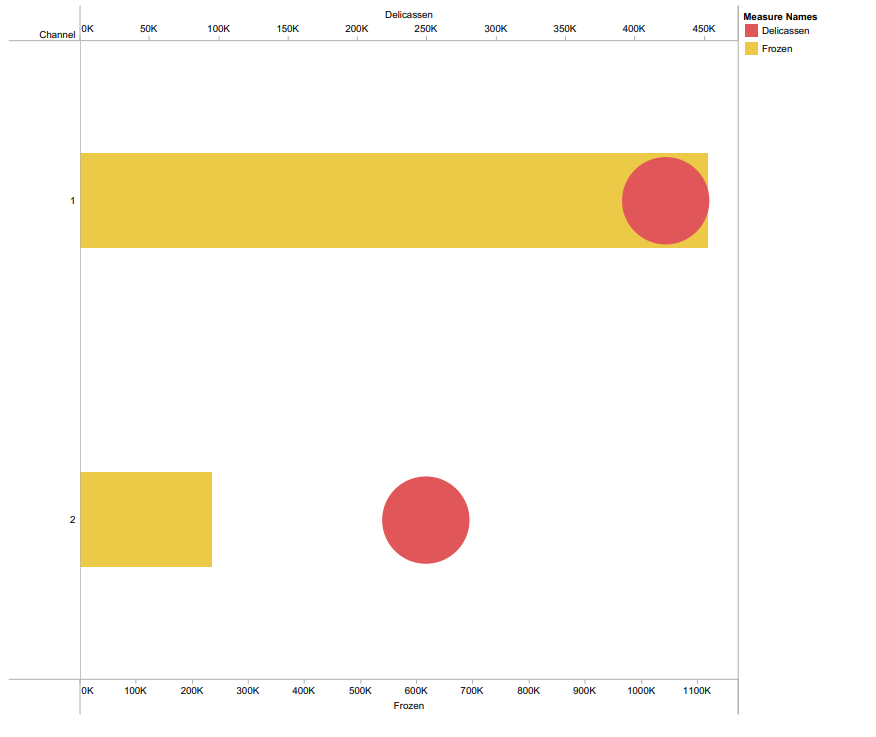 Delicassen
Channel
0K 50K 100K 150K 200K 250K 300K 350K 400K 450K
1
2
0K 100K 200K 300K 400K 500K 600K 700K 800K 900K 1000K 1100K
Frozen
Measure Names
Delicassen
Frozen